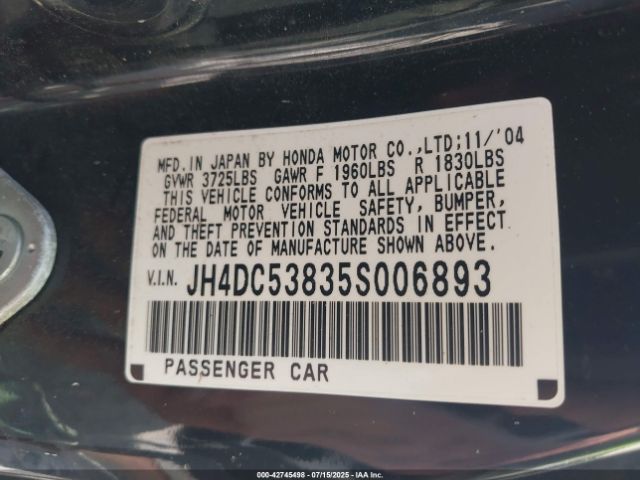 MFD. IN JAPAN BY HONDA MOTOR CO.,LTD;11/'04
GVWR 3725LBS GAWR F 1960LBS R 1830LBS
THIS VEHICLE CONFORMS TO ALL APPLICABLE
FEDERAL MOTOR VEHICLE SAFETY, BUMPER,
AND THEFT PREVENTION STANDARDS IN EFFECT
ON THE DATE OF MANUFACTURE SHOWN ABOVE.
V.I.N. JH4DC53835S006893
PASSENGER CAR
000-42745498 - 07/15/2025 - IAAI Inc. ©